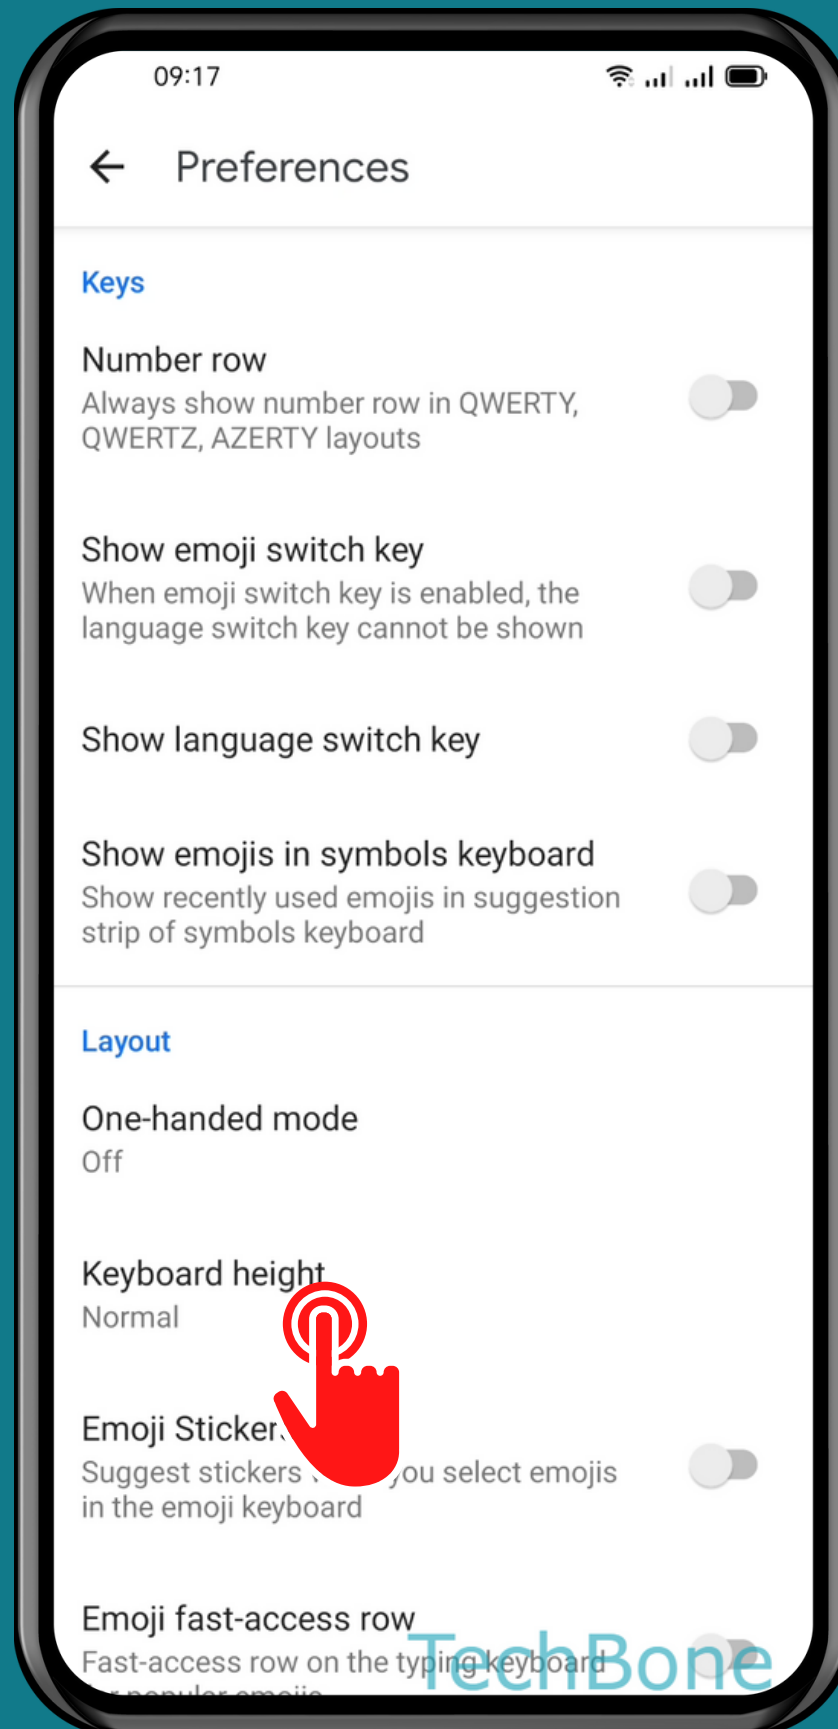 09:17
Preferences
Keys
Number row
Always show number row in QWERTY,
QWERTZ, AZERTY layouts
Show emoji switch key
When emoji switch key is enabled, the
language switch key cannot be shown
Show language switch key
Show emojis in symbols keyboard
Show recently used emojis in suggestion
strip of symbols keyboard
Layout
One-handed mode
Off
Keyboard height
Normal
Emoji Stickers
Suggest stickers you select emojis
in the emoji keyboard
Emoji fast-access row
Fast-access row on the typing keyboard
popular emojis
TechBone